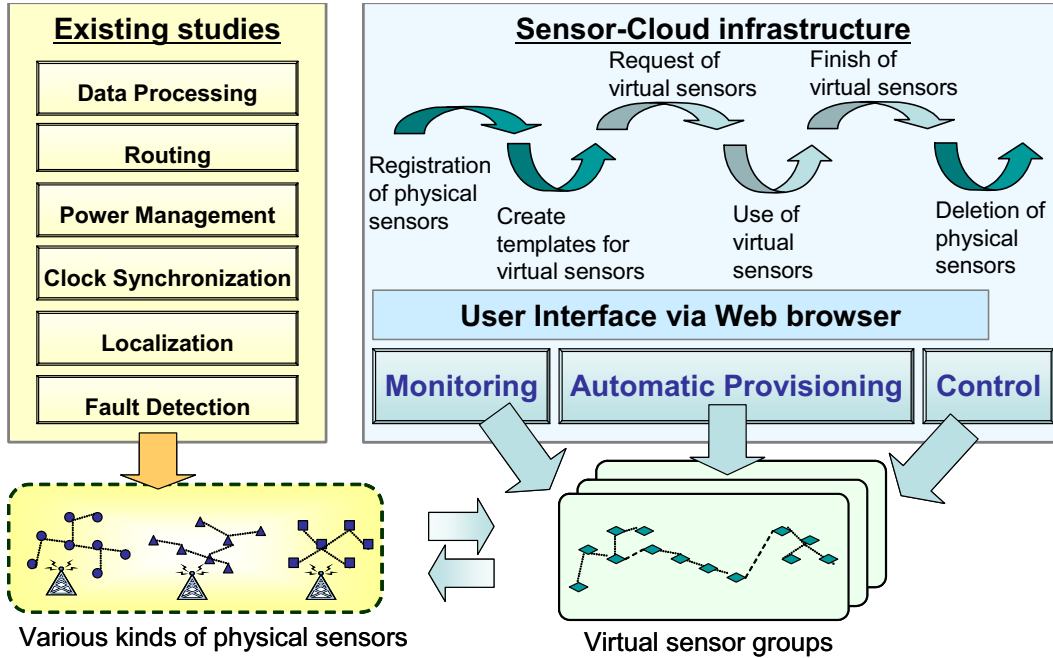 Existing studies
Data Processing
Routing
Power Management
Clock Synchronization
Localization
Fault Detection
Sensor-Cloud infrastructure
Registration
of physical
sensors
Create
templates for
virtual sensors
Request of
virtual sensors
Use of
virtual
sensors
Finish of
virtual sensors
Deletion of
physical
sensors
User Interface via Web browser
Monitoring
Automatic Provisioning
Control
Various kinds of physical sensors
Virtual sensor groups